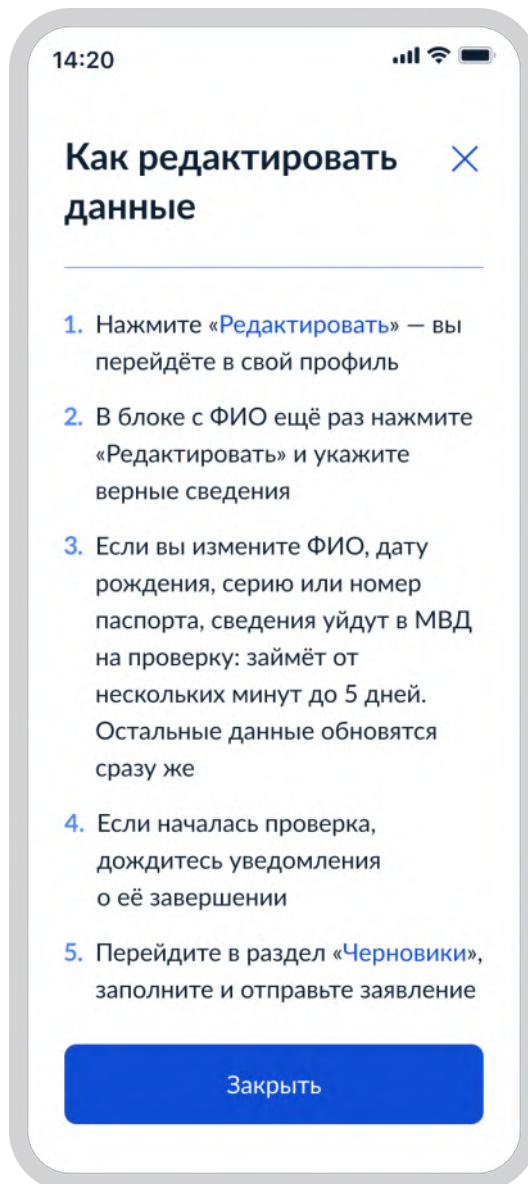 14:20
Как редактировать
данные
1. Нажмите «Редактировать» — вы
перейдёте в свой профиль
2. В блоке с ФИО ещё раз нажмите
«Редактировать» и укажите
верные сведения
3. Если вы измените ФИО, дату
рождения, серию или номер
паспорта, сведения уйдут в МВД
на проверку: займёт от
нескольких минут до 5 дней.
Остальные данные обновятся
сразу же
4. Если началась проверка,
дождитесь уведомления
о её завершении
5. Перейдите в раздел «Черновики»,
заполните и отправьте заявление
Закрыть